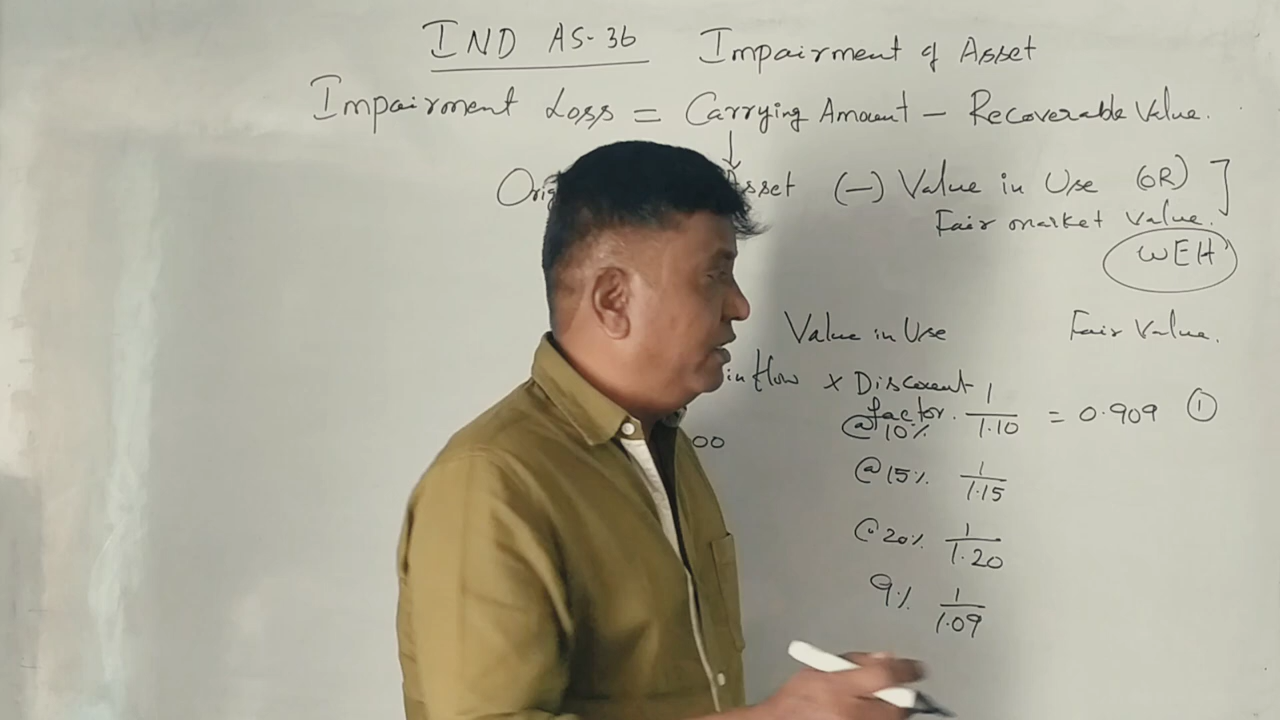 IND AS-36 Impairment of Asset
Impairment Loss = Carrying Amount – Recoverable Value.
Asset (–) Value in Use (OR)
Fair market value.
WEH
Value in Use Fair Value.
inflow x Discount
factor. 1/1.10 = 0.909 ①
@10%
00
@15% 1/1.15
@20% 1/1.20
9% 1/1.09